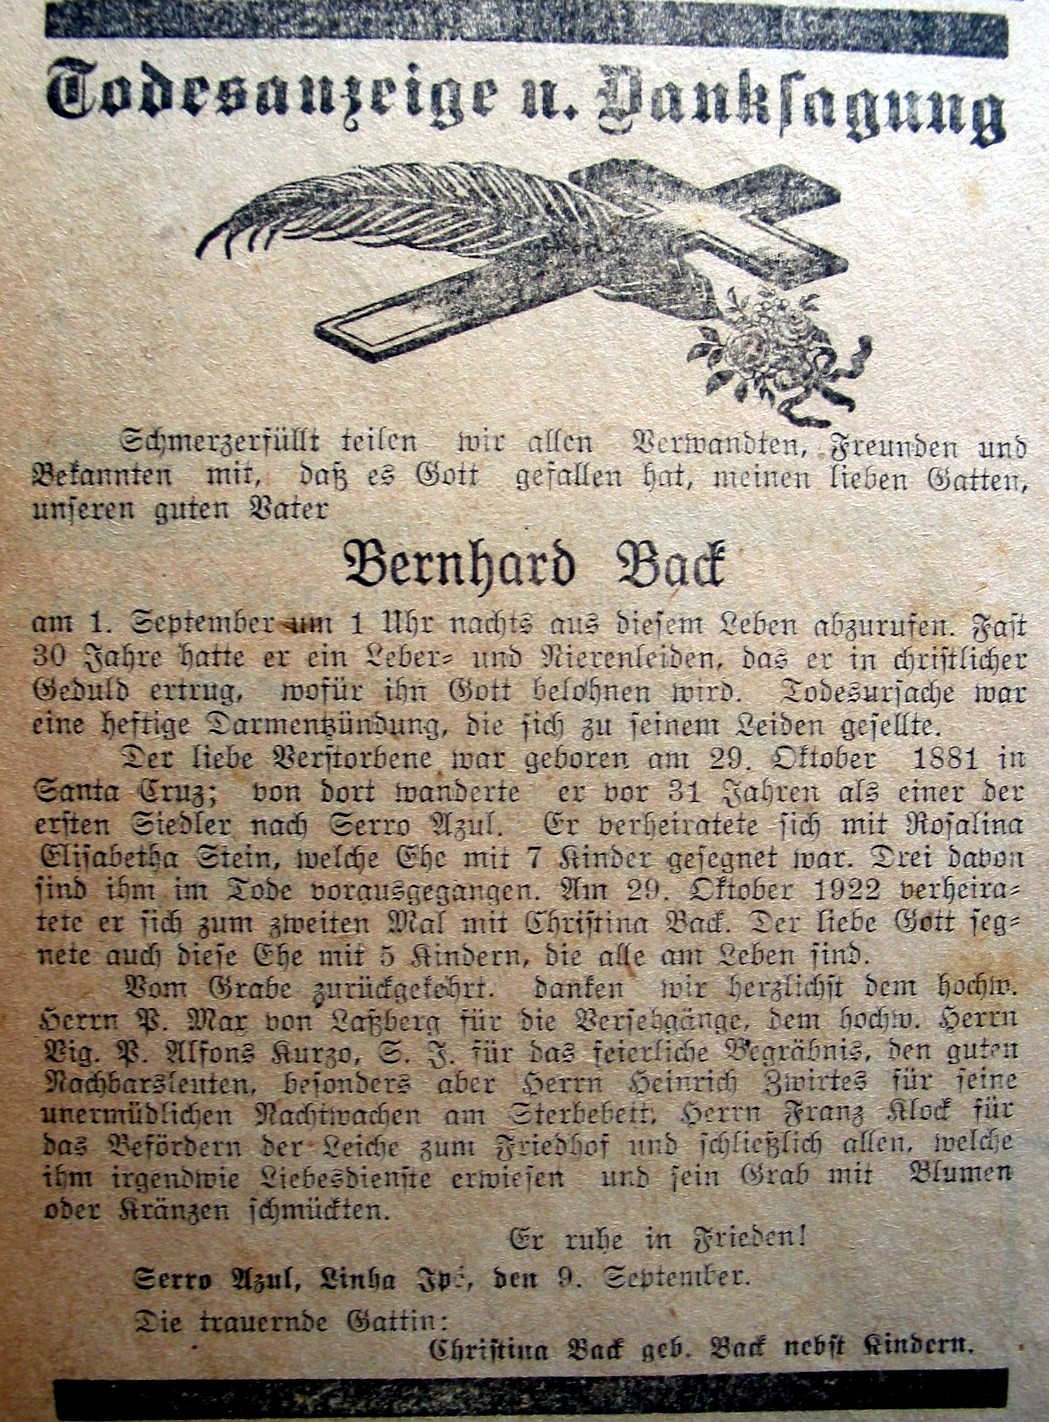 Todesanzeige u. Danksagung
Schmerzerfüllt teilen wir allen Verwandten, Freunden und
Bekannten mit, daß es Gott gefallen hat, meinen lieben Gatten,
unseren guten Vater
Bernhard Back
am 1. September um 1 Uhr nachts aus diesem Leben abzurufen. Fast
30 Jahre hatte er ein Leber- und Nierenleiden, das er in christlicher
Geduld ertrug, wofür ihn Gott belohnen wird. Todesursache war
eine heftige Darmentzündung, die sich zu seinem Leiden gesellte.
Der liebe Verstorbene war geboren am 29. Oktober 1881 in
Santa Cruz; von dort wanderte er vor 31 Jahren als einer der
ersten Siedler nach Serro Azul. Er verheiratete sich mit Rosalina
Elisabetha Stein, welche Ehe mit 7 Kinder gesegnet war. Drei davon
sind ihm im Tode vorausgegangen. Am 29. Oktober 1922 verheira-
tete er sich zum zweiten Mal mit Christina Back. Der liebe Gott seg-
nete auch diese Ehe mit 5 Kindern, die alle am Leben sind.
Vom Grabe zurückgekehrt. danken wir herzlichst dem hochw.
Herrn P. Max von Laßberg für die Versehgänge, dem hochw. Herrn
Vig. P. Alfons Kurzo, S. J. für das feierliche Begräbnis, den guten
Nachbarsleuten, besonders aber Herrn Heinrich Zwirtes für seine
unermüdlichen Nachtwachen am Sterbebett, Herrn Franz Klock für
das Befördern der Leiche zum Friedhof und schließlich allen, welche
ihm irgendwie Liebesdienste erwiesen und sein Grab mit Blumen
oder Kränzen schmückten.
Er ruhe in Frieden!
Serro Azul, Linha Ipé, den 9. September.
Die trauernde Gattin:
Christina Back geb. Back nebst Kindern.